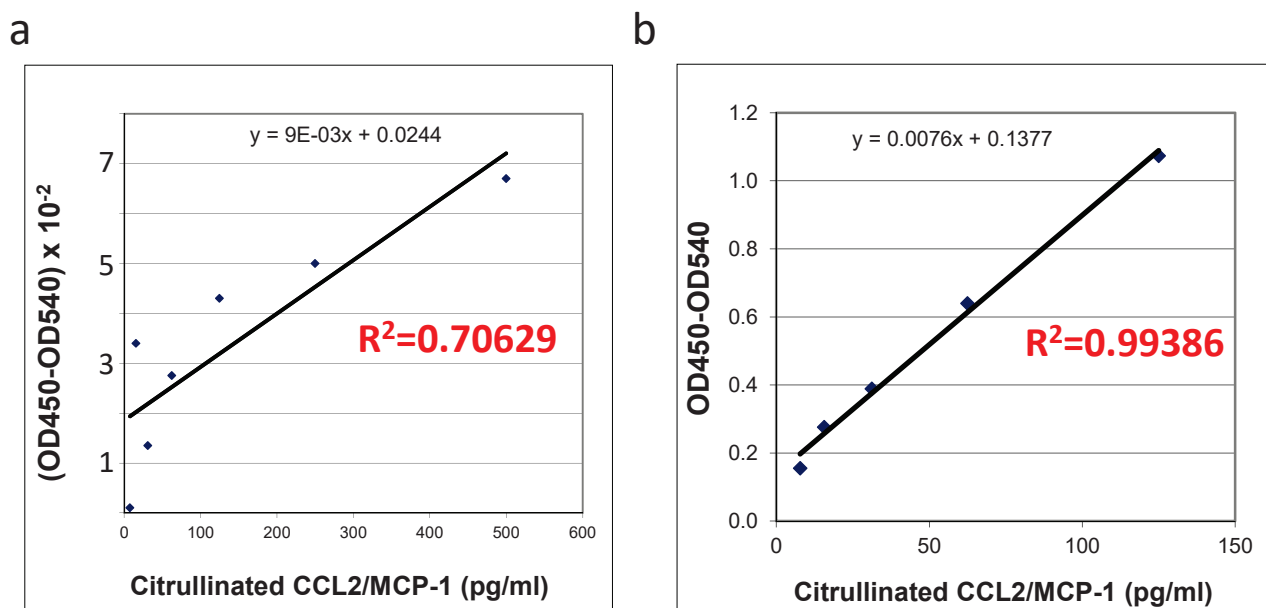 a
y = 9E-03x + 0.0244
(OD450-OD540) x 10⁻²
7
5
3
1
R²=0.70629
0 100 200 300 400 500 600
Citrullinated CCL2/MCP-1 (pg/ml)
b
y = 0.0076x + 0.1377
OD450-OD540
1.2
1.0
0.8
0.6
0.4
0.2
0.0
R²=0.99386
0 50 100 150
Citrullinated CCL2/MCP-1 (pg/ml)